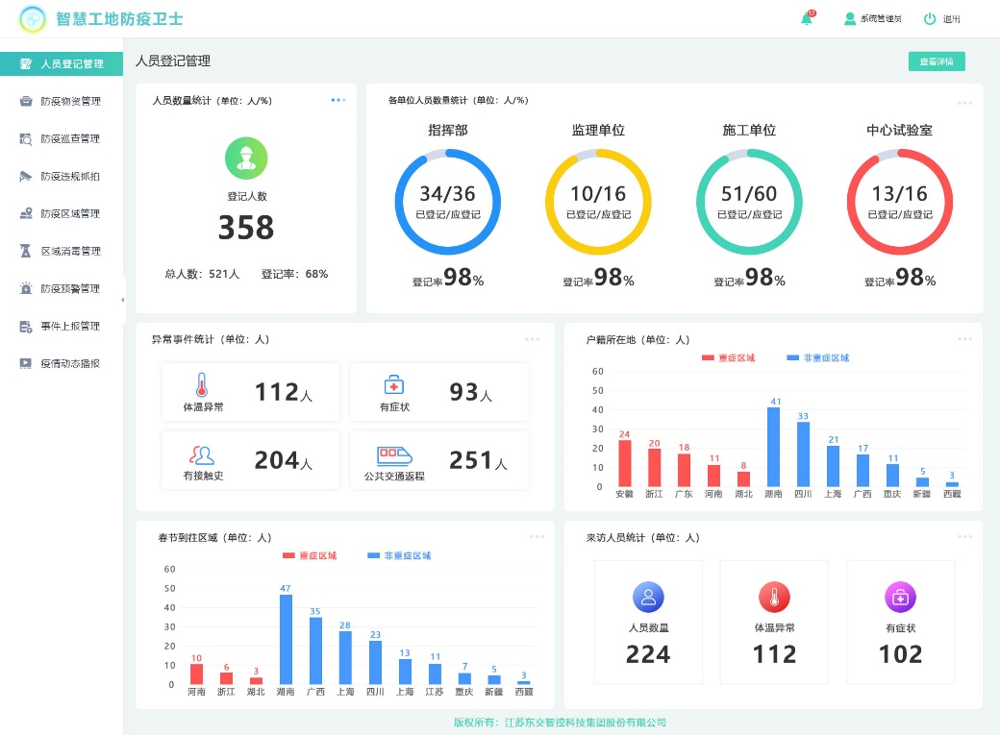 智慧工地防疫卫士
12
系统管理员
退出
人员登记管理
防疫物资管理
防疫巡查管理
防疫违规抓拍
防疫区域管理
区域消毒管理
防疫预警管理
事件上报管理
疫情动态播报
人员登记管理
查看详情
人员数量统计（单位：人/%）
登记人数
358
总人数：521人 登记率：68%
各单位人员数量统计（单位：人/%）
指挥部 监理单位 施工单位 中心试验室
34/36 10/16 51/60 13/16
已登记/应登记 已登记/应登记 已登记/应登记 已登记/应登记
登记率98% 登记率98% 登记率98% 登记率98%
异常事件统计（单位：人）
体温异常 112人
有症状 93人
有接触史 204人
公共交通返程 251人
户籍所在地（单位：人）
重症区域 非重症区域
60
50
40
30
20
10
0
24 20 18 11 8 41 33 21 17 11 5 3
安徽 浙江 广东 河南 湖北 湖南 四川 上海 广西 重庆 新疆 西藏
春节到往区域（单位：人）
重症区域 非重症区域
60
50
40
30
20
10
0
10 6 3 47 35 28 23 13 11 7 5 3
河南 浙江 湖北 湖南 广西 上海 四川 上海 江苏 重庆 新疆 西藏
来访人员统计（单位：人）
人员数量 体温异常 有症状
224 112 102
版权所有：江苏东交智控科技集团股份有限公司